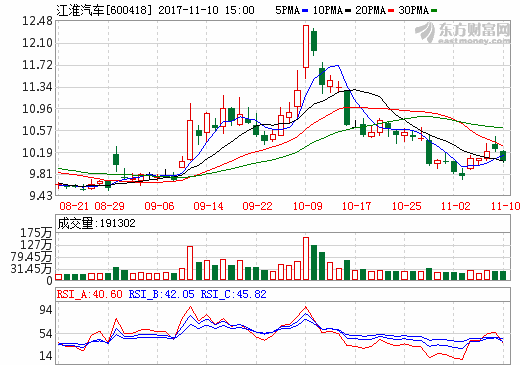 江淮汽车[600418] 2017-11-10 15:00 5PMA 10PMA 20PMA 30PMA
东方财富网
eastmoney.com
12.48
12.10
11.72
11.34
10.96
10.57
10.19
9.81
9.43
08-21 08-29 09-06 09-14 09-22 10-09 10-17 10-25 11-02 11-10
成交量:191302
175万
127万
79.45万
31.45万
0
RSI_A:40.60 RSI_B:42.05 RSI_C:45.82
94
54
14